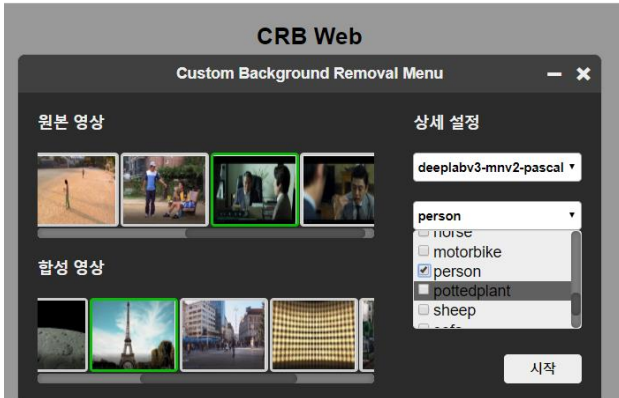 CRB Web
Custom Background Removal Menu
원본 영상
상세 설정
deeplabv3-mnv2-pascal
person
horse
motorbike
person
pottedplant
sheep
합성 영상
시작